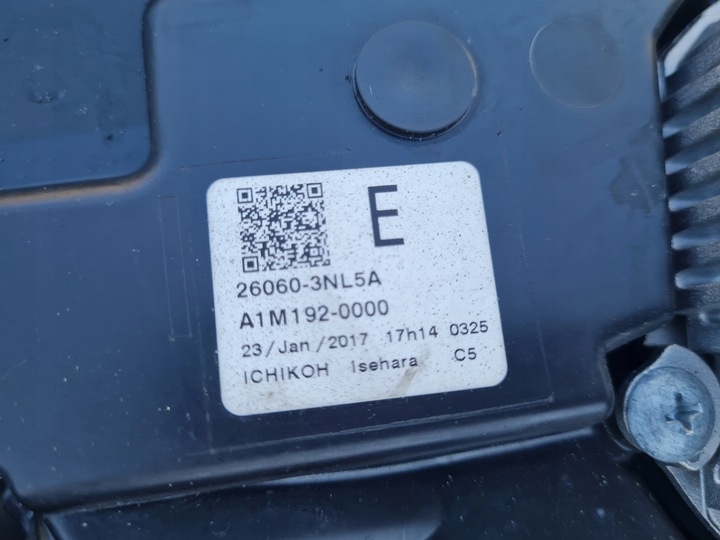 E
26060-3NL5A
A1M192-0000
23/Jan/2017 17h14 0325
ICHIKOH Isehara C5